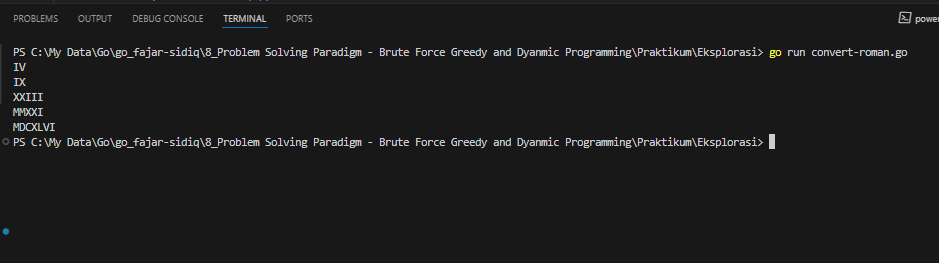 PROBLEMS OUTPUT DEBUG CONSOLE TERMINAL PORTS
PS C:\My Data\Go\go_fajar-sidiq\8_Problem Solving Paradigm - Brute Force Greedy and Dyanmic Programming\Praktikum\Eksplorasi> go run convert-roman.go
IV
IX
XXIII
MMXXI
MDCXLVI
PS C:\My Data\Go\go_fajar-sidiq\8_Problem Solving Paradigm - Brute Force Greedy and Dyanmic Programming\Praktikum\Eksplorasi>